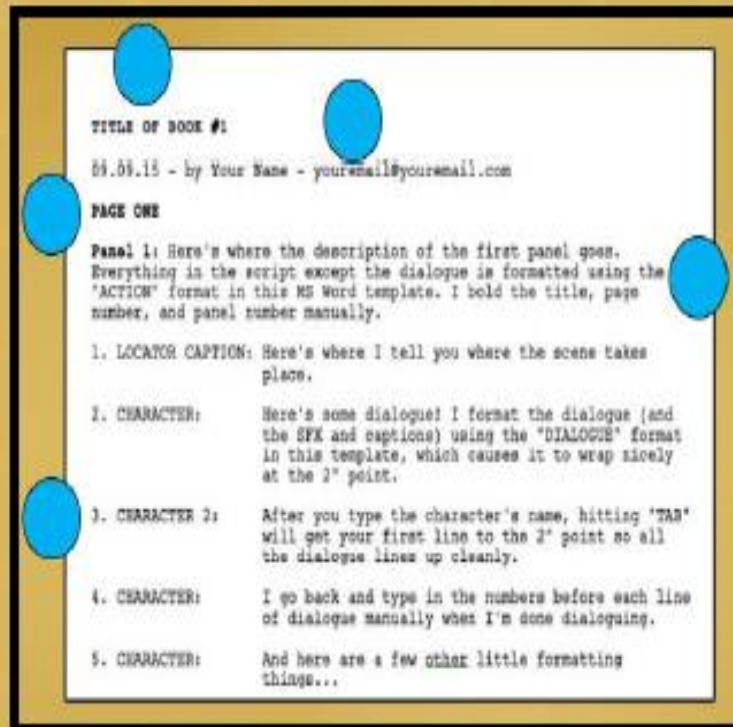 TITLE OF BOOK #1
09.09.15 - by Your Name - youremail@youremail.com
PAGE ONE
Panel 1: Here's where the description of the first panel goes.
Everything in the script except the dialogue is formatted using the
"ACTION" format in this MS Word template. I bold the title, page
number, and panel number manually.
1. LOCATOR CAPTION: Here's where I tell you where the scene takes
place.
2. CHARACTER: Here's some dialogue! I format the dialogue (and
the SFX and captions) using the "DIALOGUE" format
in this template, which causes it to wrap nicely
at the 2" point.
3. CHARACTER 2: After you type the character's name, hitting "TAB"
will get your first line to the 2" point so all
the dialogue lines up cleanly.
4. CHARACTER: I go back and type in the numbers before each line
of dialogue manually when I'm done dialoguing.
5. CHARACTER: And here are a few other little formatting
things...